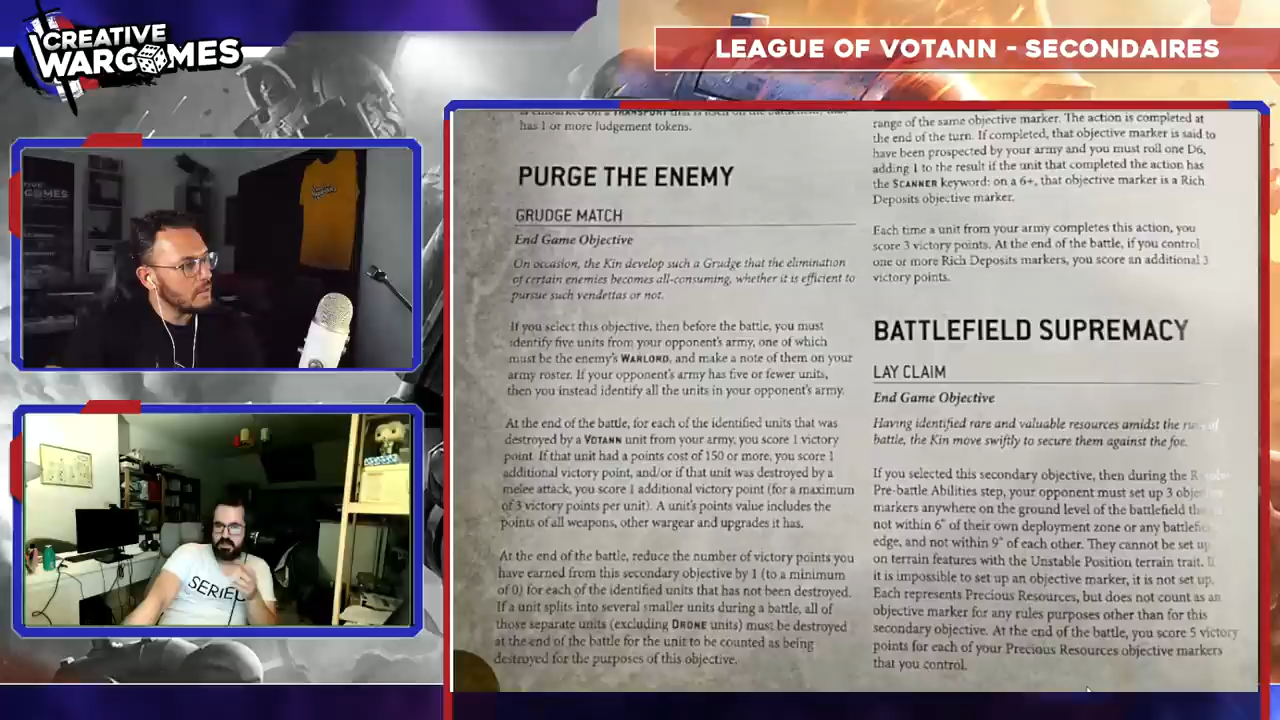 CREATIVE
WARGAMES
LEAGUE OF VOTANN - SECONDAIRES
GAMES
SERIE
has 1 or more Judgement tokens.
PURGE THE ENEMY
GRUDGE MATCH
End Game Objective
On occasion, the Kin develop such a Grudge that the elimination
of certain enemies becomes all-consuming, whether it is efficient to
pursue such vendettas or not.
If you select this objective, then before the battle, you must
identify five units from your opponent's army, one of which
must be the enemy's WARLORD, and make a note of them on your
army roster. If your opponent's army has five or fewer units,
then you instead identify all the units in your opponent's army.
At the end of the battle, for each of the identified units that was
destroyed by a VOTANN unit from your army, you score 1 victory
point. If that unit had a points cost of 150 or more, you score 1
additional victory point, and/or if that unit was destroyed by a
melee attack, you score 1 additional victory point (for a maximum
of 3 victory points per unit). A unit's points value includes the
points of all weapons, other wargear and upgrades it has.
At the end of the battle, reduce the number of victory points you
have earned from this secondary objective by 1 (to a minimum
of 0) for each of the identified units that has not been destroyed.
If a unit splits into several smaller units during a battle, all of
those separate units (excluding DRONE units) must be destroyed
at the end of the battle for the unit to be counted as being
destroyed for the purposes of this objective.
range of the same objective marker. The action is completed at
the end of the turn. If completed, that objective marker is said to
have been prospected by your army and you must roll one D6,
adding 1 to the result if the unit that completed the action has
the SCANNER keyword: on a 6+, that objective marker is a Rich
Deposits objective marker.
Each time a unit from your army completes this action, you
score 3 victory points. At the end of the battle, if you control
one or more Rich Deposits markers, you score an additional 3
victory points.
BATTLEFIELD SUPREMACY
LAY CLAIM
End Game Objective
Having identified rare and valuable resources amidst the of
battle, the Kin move swiftly to secure them against the foe.
If you selected this secondary objective, then during the
Pre-battle Abilities step, your opponent must set up 3
markers anywhere on the ground level of the battlefield
not within 6" of their own deployment zone or any
edge, and not within 9" of each other. They cannot be set up
on terrain features with the Unstable Position terrain trait. If
it is impossible to set up an objective marker, it is not set up.
Each represents Precious Resources, but does not count as an
objective marker for any rules purposes other than for this
secondary objective. At the end of the battle, you score 5 victory
points for each of your Precious Resources objective markers
that you control.